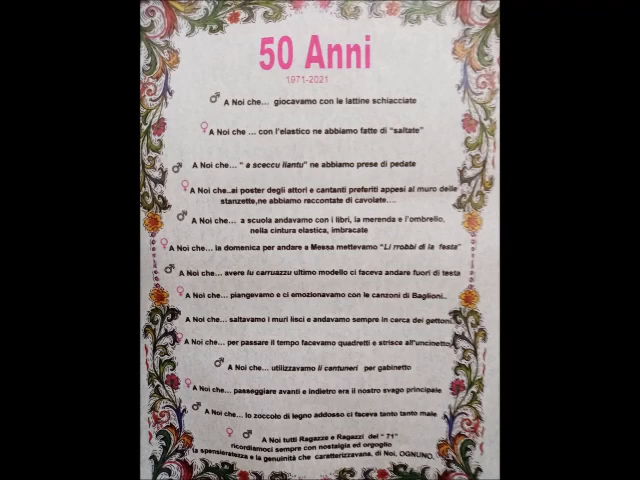 50 Anni
1971-2021
A Noi che... giocavamo con le lattine schiacciate
A Noi che ... con l'elastico ne abbiamo fatte di "saltate"
A Noi che... " a sceccu llantu" ne abbiamo prese di pedate
A Noi che..ai poster degli attori e cantanti preferiti appesi al muro delle
stanzette,ne abbiamo raccontate di cavolate....
A Noi che... a scuola andavamo con i libri, la merenda e l'ombrello,
nella cintura elastica, imbracate
A Noi che... la domenica per andare a Messa mettevamo "Li rrobbi di la festa"
A Noi che... avere lu carruazzu ultimo modello ci faceva andare fuori di testa
A Noi che... piangevamo e ci emozionavamo con le canzoni di Baglioni..
A Noi che... saltavamo i muri lisci e andavamo sempre in cerca dei gettoni.
A Noi che... per passare il tempo facevamo quadretti e strisce all'uncinetto
A Noi che... utilizzavamo li cantuneri per gabinetto
A Noi che... passeggiare avanti e indietro era il nostro svago principale
A Noi che... lo zoccolo di legno addosso ci faceva tanto tanto male
A Noi tutti Ragazze e Ragazzi del " 71"
ricordiamoci sempre con nostalgia ed orgoglio
la spensieratezza e la genuinità che caratterizzavana, di Noi, OGNUNO.